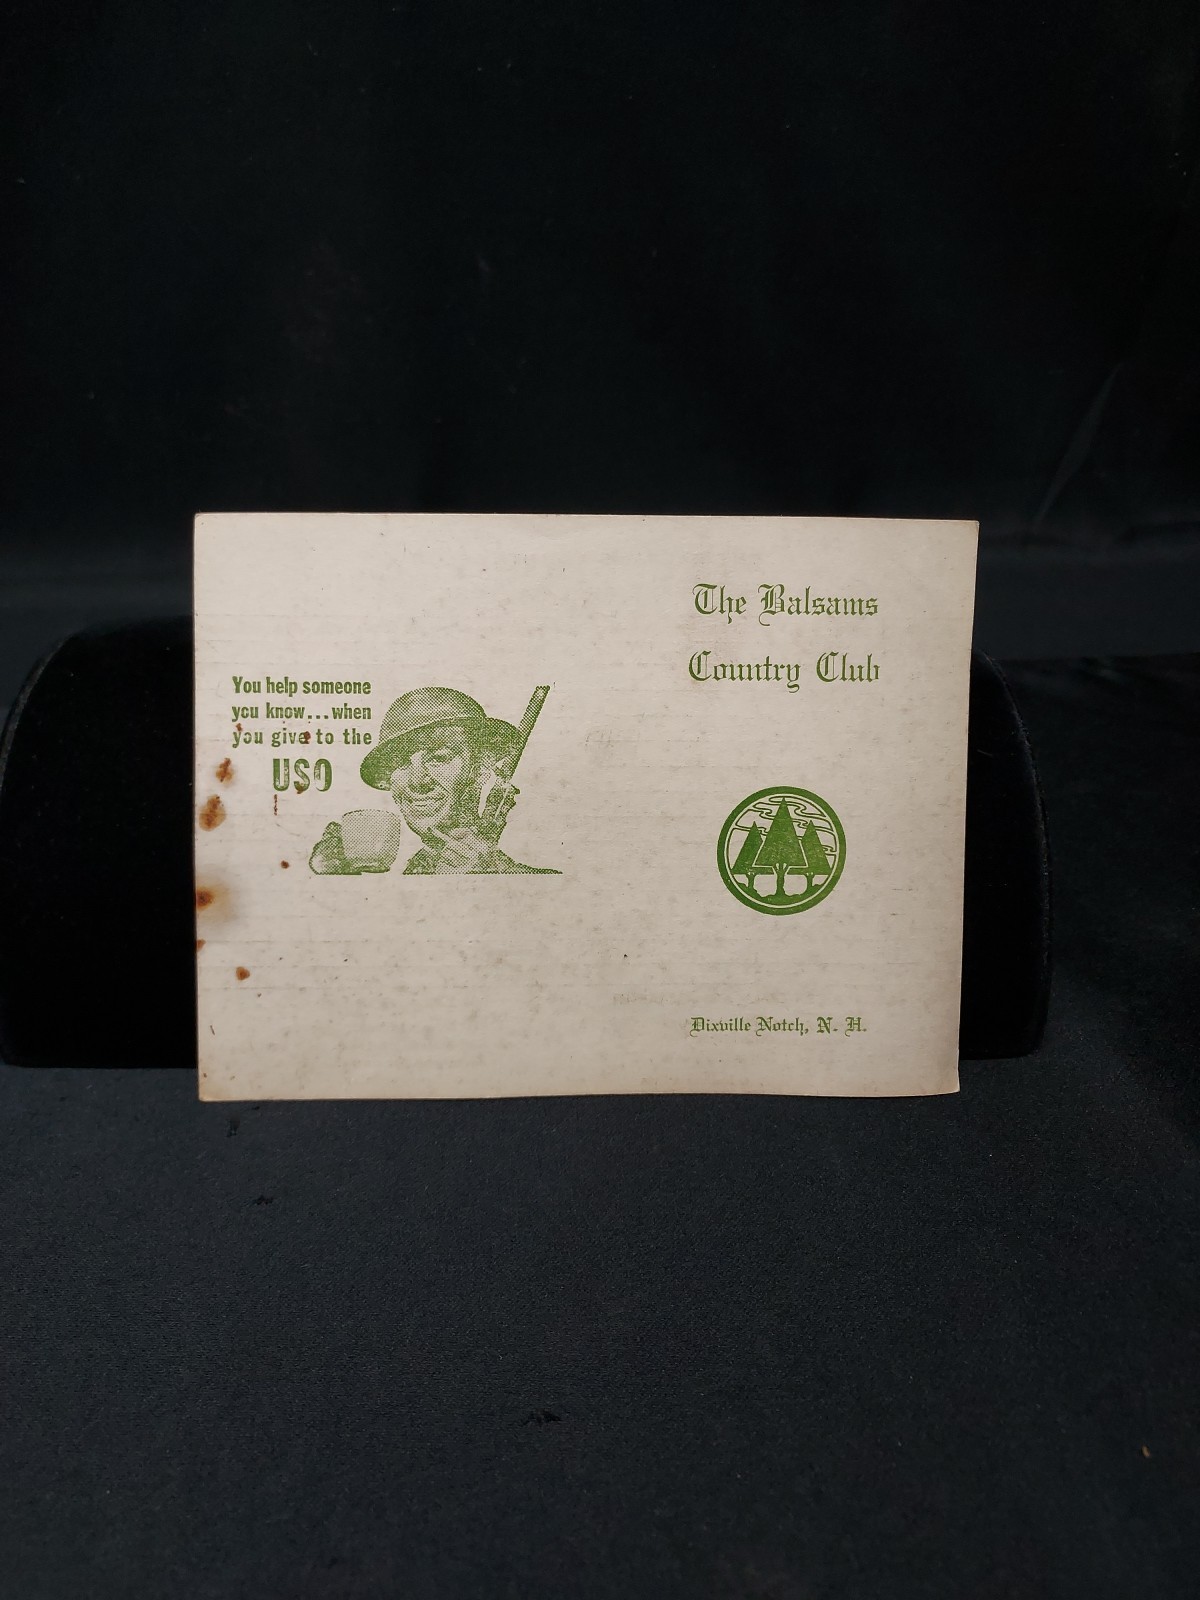 You help someone
you know...when
you give to the
USO
The Balsams
Country Club
Dixville Notch, N. H.